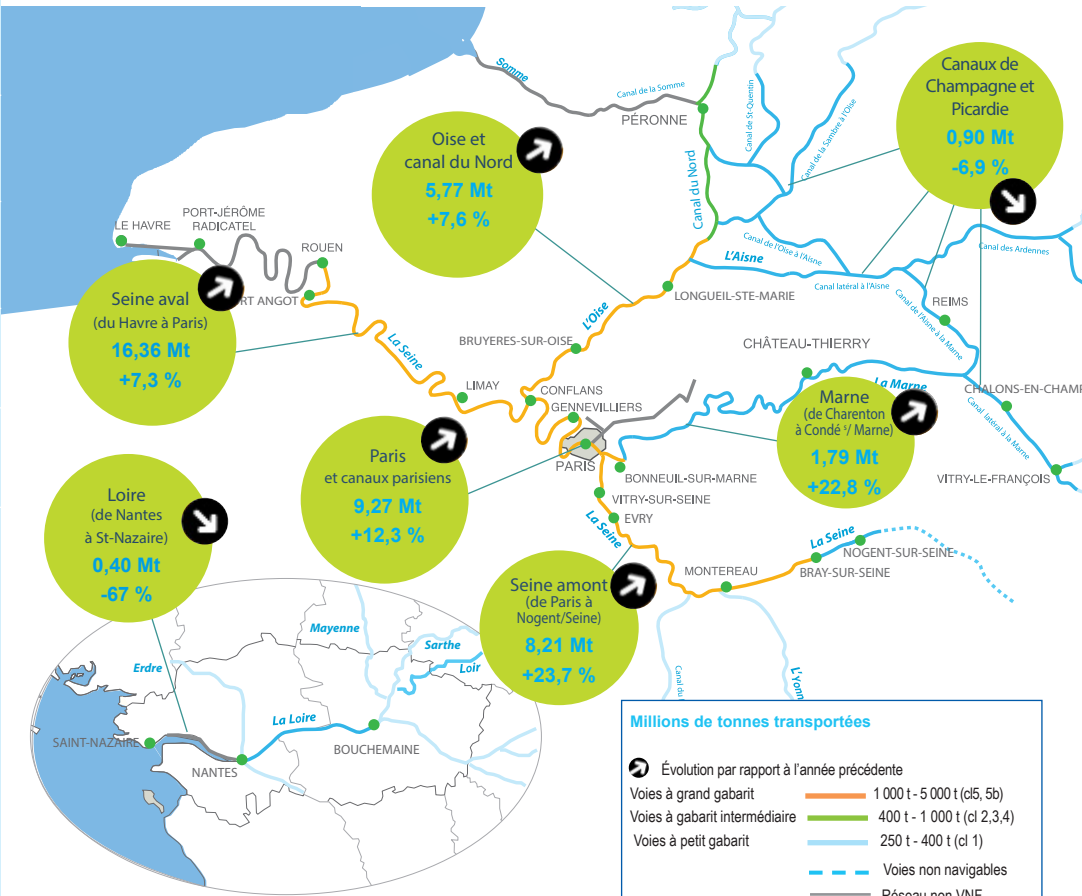 Somme
Canal de la Somme
PÉRONNE
Canal de St-Quentin
Canal de la Sambre à l'Oise
Canal du Nord
Canaux de
Champagne et
Picardie
0,90 Mt
-6,9 %
Oise et
canal du Nord
5,77 Mt
+7,6 %
LE HAVRE
PORT-JÉRÔME
RADICATEL
ROUEN
RT ANGOT
Seine aval
(du Havre à Paris)
16,36 Mt
+7,3 %
La Seine
L'Oise
L'Aisne
Canal de l'Oise à l'Aisne
Canal latéral à l'Aisne
Canal des Ardennes
Canal de l'Aisne à la Marne
REIMS
LONGUEIL-STE-MARIE
BRUYERES-SUR-OISE
CHÂTEAU-THIERRY
LIMAY
CONFLANS
GENNEVILLIERS
PARIS
La Marne
CHALONS-EN-CHAMP
Canal latéral à la Marne
VITRY-LE-FRANÇOIS
Marne
(de Charenton
à Condé s/ Marne)
1,79 Mt
+22,8 %
Paris
et canaux parisiens
9,27 Mt
+12,3 %
BONNEUIL-SUR-MARNE
VITRY-SUR-SEINE
EVRY
La Seine
La Seine
NOGENT-SUR-SEINE
BRAY-SUR-SEINE
MONTEREAU
Loire
(de Nantes
à St-Nazaire)
0,40 Mt
-67 %
Seine amont
(de Paris à
Nogent/Seine)
8,21 Mt
+23,7 %
Canal du
L'Yonn
Mayenne
Sarthe
Loir
Erdre
La Loire
SAINT-NAZAIRE
NANTES
BOUCHEMAINE
Millions de tonnes transportées
Évolution par rapport à l'année précédente
Voies à grand gabarit 1 000 t - 5 000 t (cl5, 5b)
Voies à gabarit intermédiaire 400 t - 1 000 t (cl 2,3,4)
Voies à petit gabarit 250 t - 400 t (cl 1)
Voies non navigables
Réseau non VNF